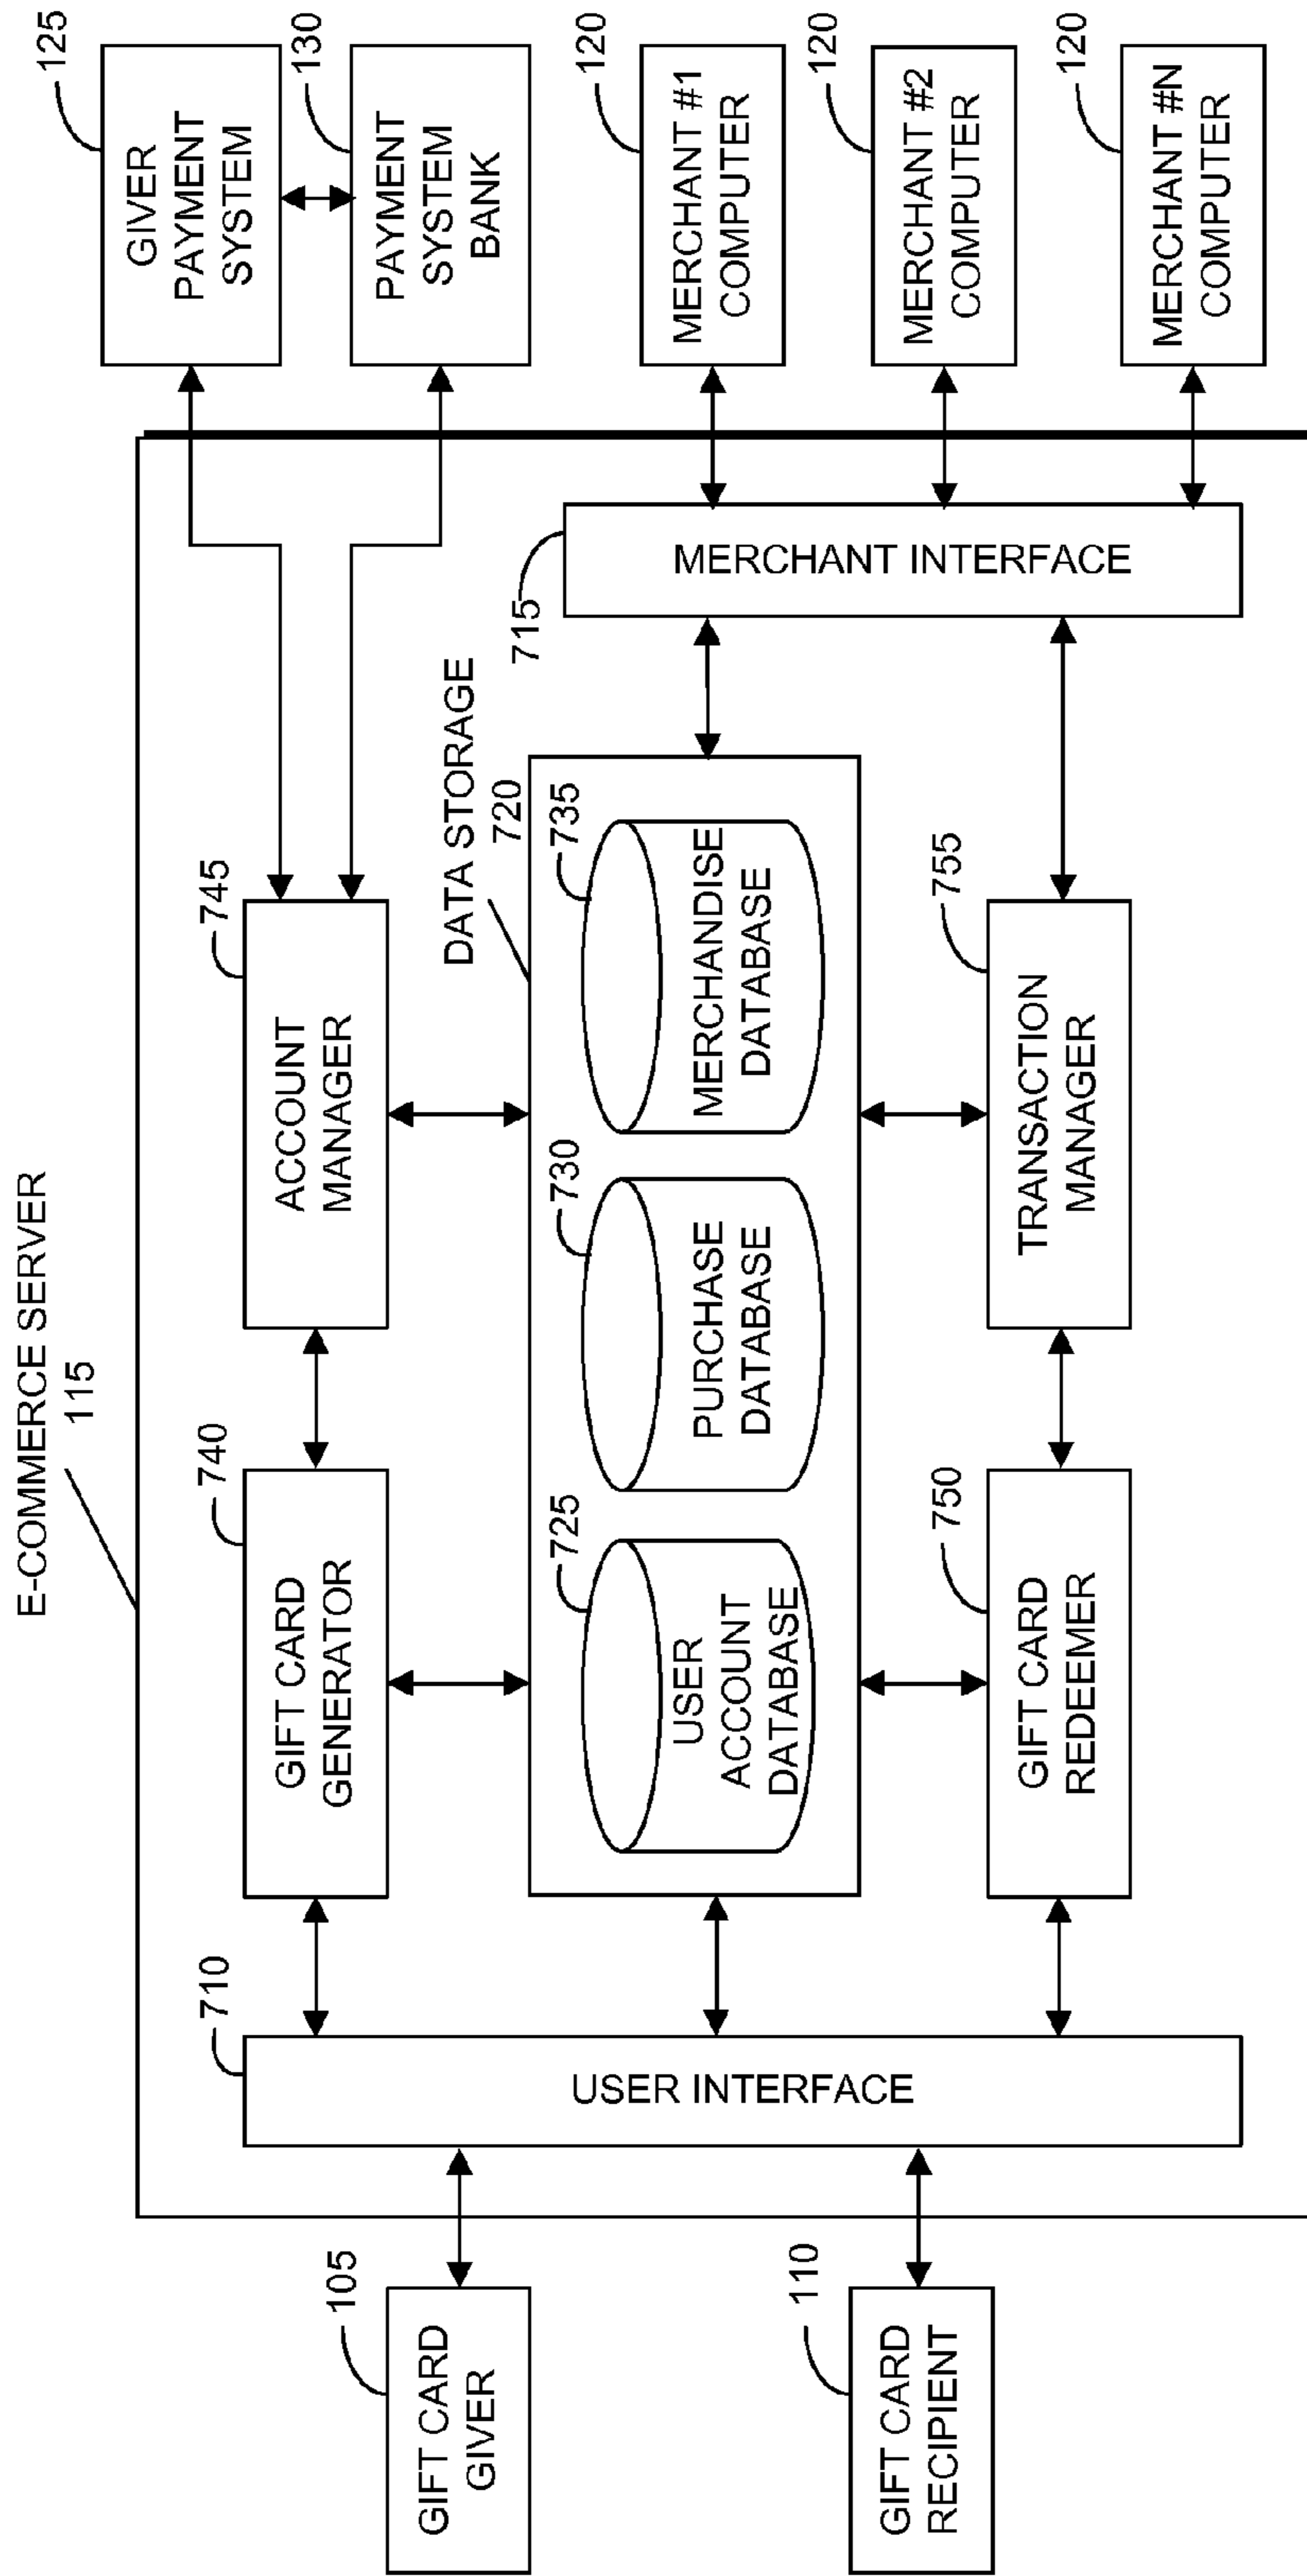 E-COMMERCE SERVER
115
105
GIFT CARD
GIVER
110
GIFT CARD
RECIPIENT
710
USER INTERFACE
740
GIFT CARD
GENERATOR
745
ACCOUNT
MANAGER
DATA STORAGE
720
725
USER
ACCOUNT
DATABASE
730
PURCHASE
DATABASE
735
MERCHANDISE
DATABASE
750
GIFT CARD
REDEEMER
755
TRANSACTION
MANAGER
715
MERCHANT INTERFACE
125
GIVER
PAYMENT
SYSTEM
130
PAYMENT
SYSTEM
BANK
120
MERCHANT #1
COMPUTER
120
MERCHANT #2
COMPUTER
120
MERCHANT #N
COMPUTER